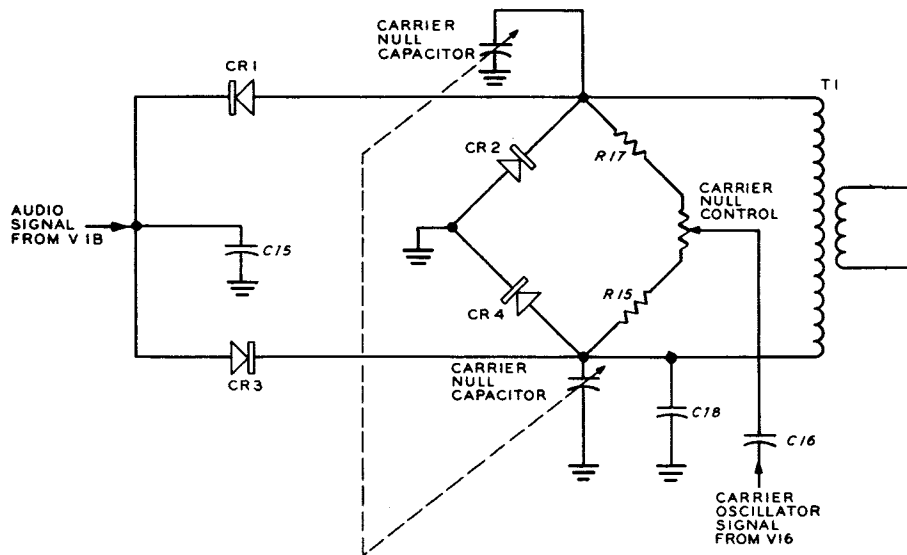 CARRIER
NULL
CAPACITOR
CR1
T1
CR2
R17
CARRIER
NULL
CONTROL
AUDIO
SIGNAL
FROM V1B
C15
R15
CR4
CR3
CARRIER
NULL
CAPACITOR
C18
C16
CARRIER
OSCILLATOR
SIGNAL
FROM V16